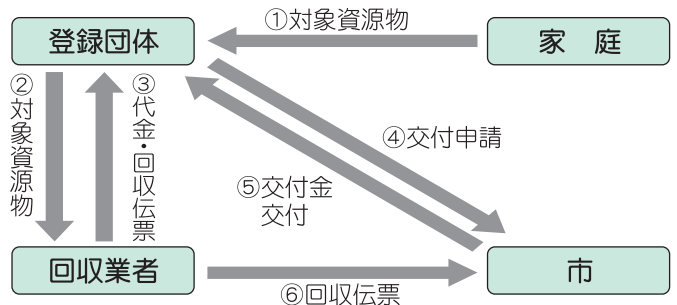 登録団体
①対象資源物
家　庭
②対象資源物
③代金・回収伝票
④交付申請
⑤交付金
交付
回収業者
⑥回収伝票
市